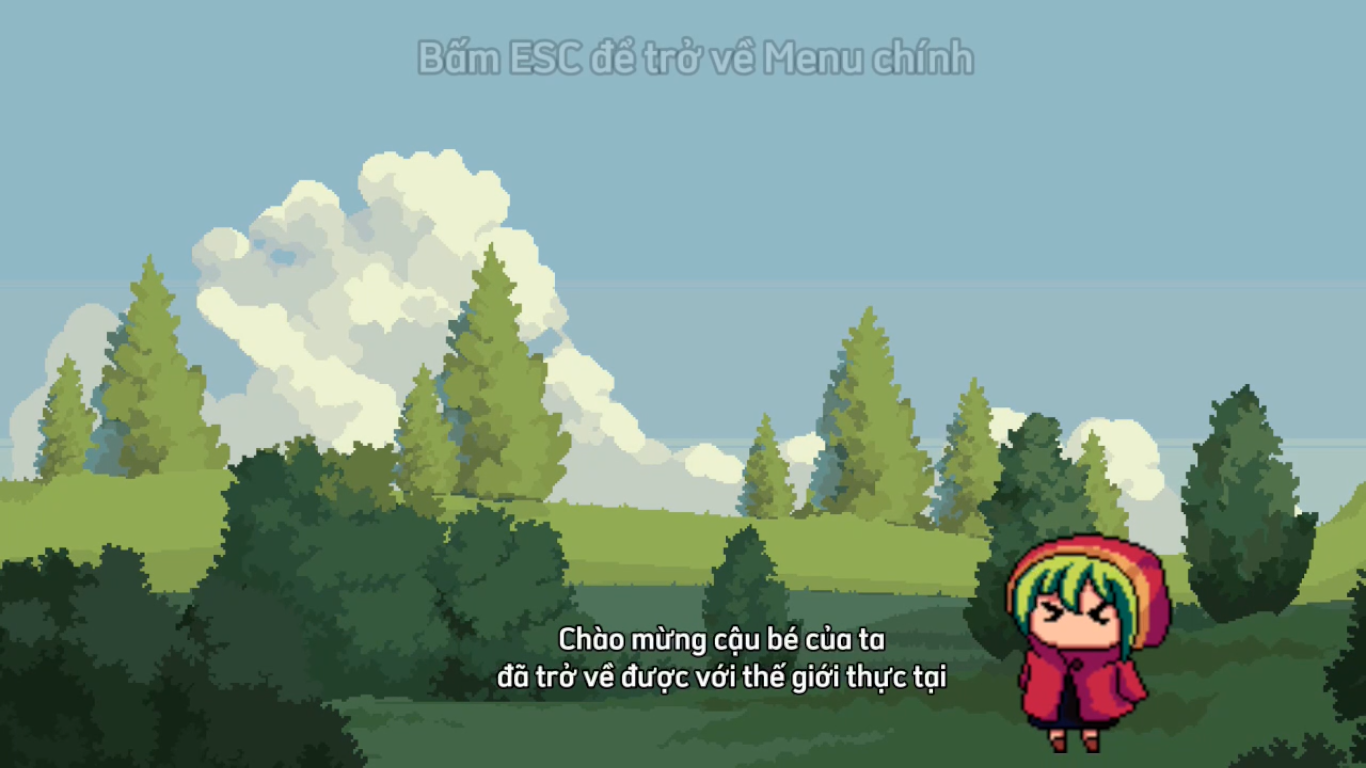 Bấm ESC để trở về Menu chính
Chào mừng cậu bé của ta
đã trở về được với thế giới thực tại